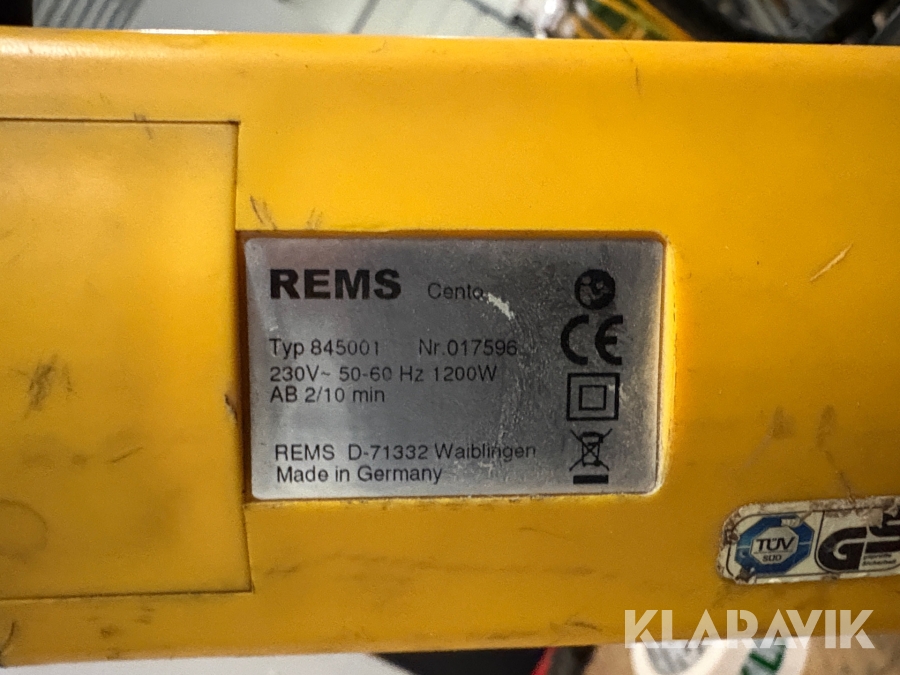 REMS Cento
Typ 845001 Nr.017596
230V~ 50-60 Hz 1200W
AB 2/10 min
CE
REMS D-71332 Waiblingen
Made in Germany
TÜV
SÜD
GS
KLARAVIK